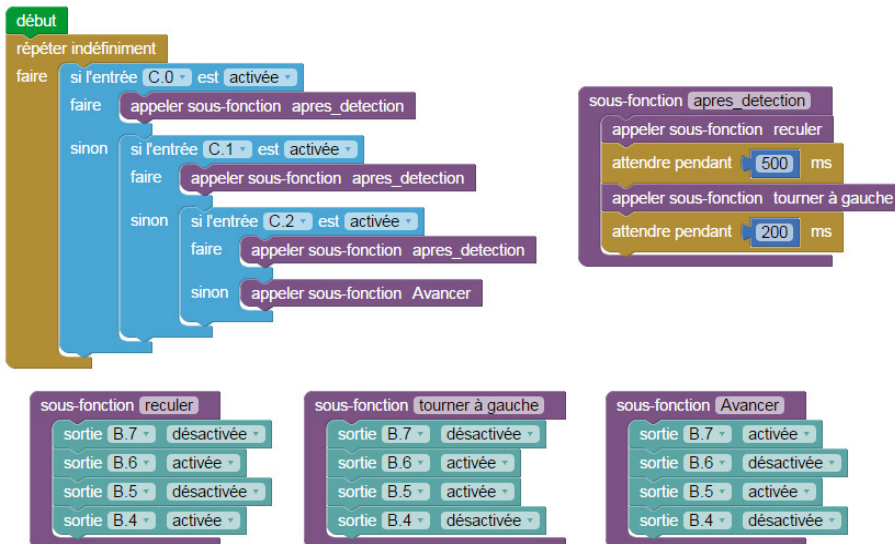 début
répéter indéfiniment
faire si l'entrée C.0 est activée
faire appeler sous-fonction apres_detection
sinon si l'entrée C.1 est activée
faire appeler sous-fonction apres_detection
sinon si l'entrée C.2 est activée
faire appeler sous-fonction apres_detection
sinon appeler sous-fonction Avancer
sous-fonction apres_detection
appeler sous-fonction reculer
attendre pendant 500 ms
appeler sous-fonction tourner à gauche
attendre pendant 200 ms
sous-fonction reculer
sortie B.7 désactivée
sortie B.6 activée
sortie B.5 désactivée
sortie B.4 activée
sous-fonction tourner à gauche
sortie B.7 désactivée
sortie B.6 activée
sortie B.5 activée
sortie B.4 désactivée
sous-fonction Avancer
sortie B.7 activée
sortie B.6 désactivée
sortie B.5 activée
sortie B.4 désactivée